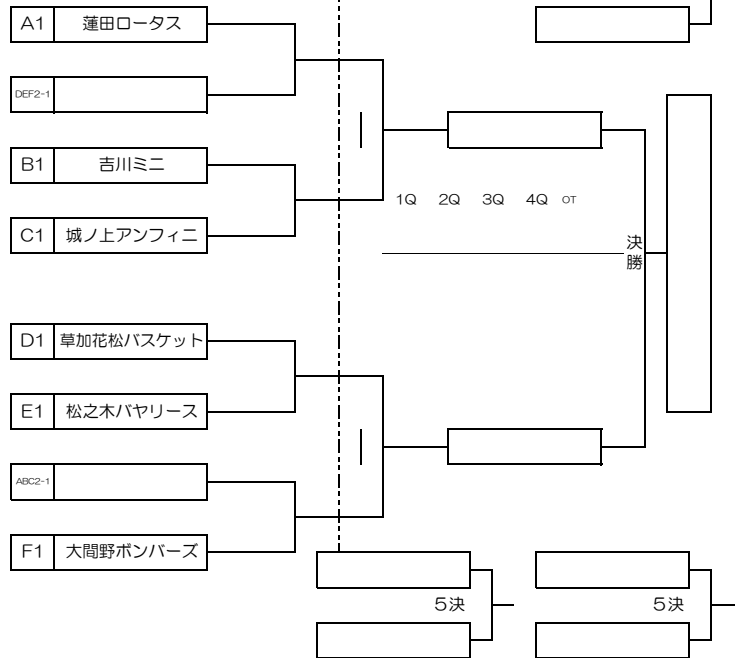 A1 蓮田ロータス
DEF2-1
B1 吉川ミニ
1Q 2Q 3Q 4Q OT
C1 城ノ上アンフィニ
決勝
D1 草加花松バスケット
E1 松之木バヤリース
ABC2-1
F1 大間野ボンバーズ
5決 5決